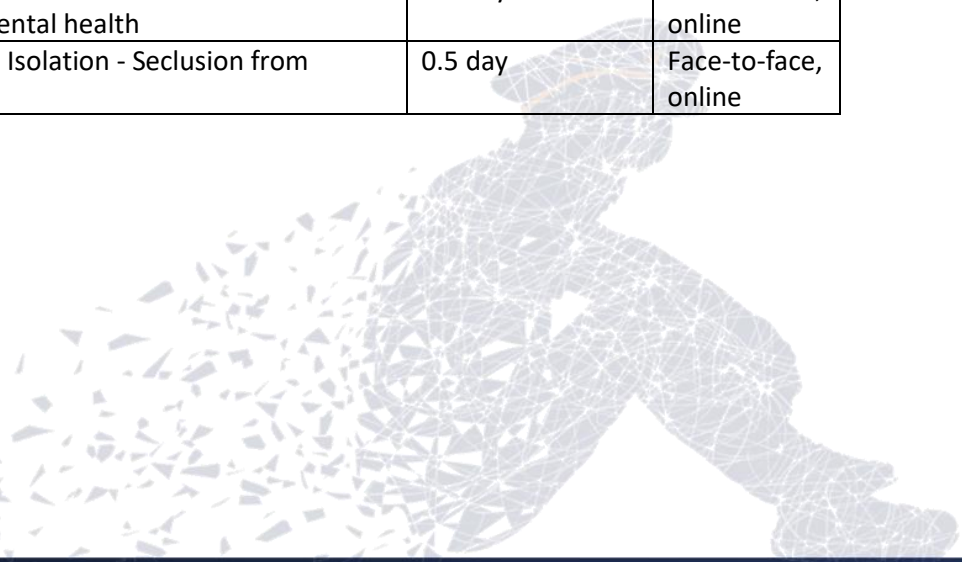 ental health
online
Isolation - Seclusion from
0.5 day
Face-to-face,
online